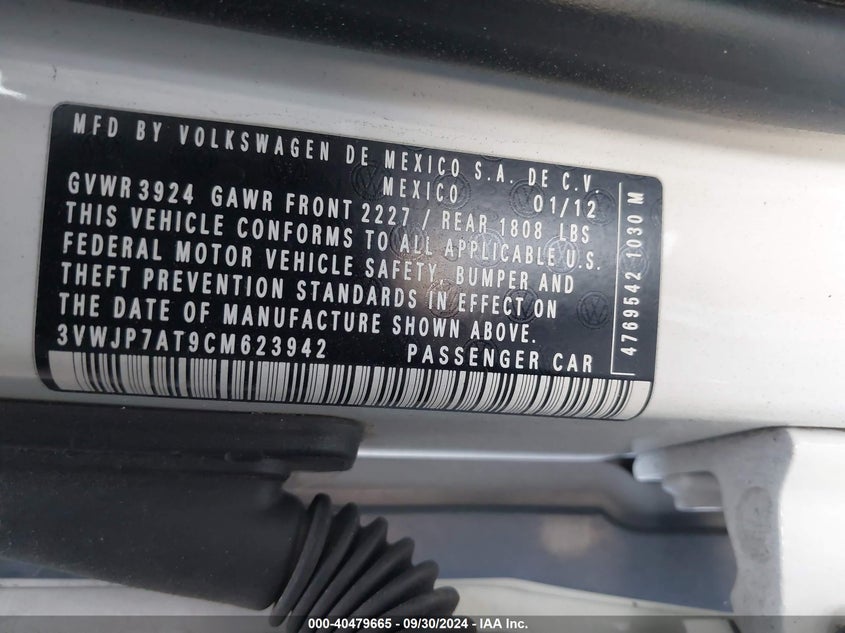 MFD BY VOLKSWAGEN DE MEXICO S.A. DE C.V.
MEXICO 01/12
GVWR 3924 GAWR FRONT 2227 / REAR 1808 LBS
THIS VEHICLE CONFORMS TO ALL APPLICABLE U.S.
FEDERAL MOTOR VEHICLE SAFETY, BUMPER AND
THEFT PREVENTION STANDARDS IN EFFECT ON
THE DATE OF MANUFACTURE SHOWN ABOVE.
3VWJP7AT9CM623942 PASSENGER CAR
4769542 1030 M
000-40479665 / 09/30/2024 - IAA Inc.